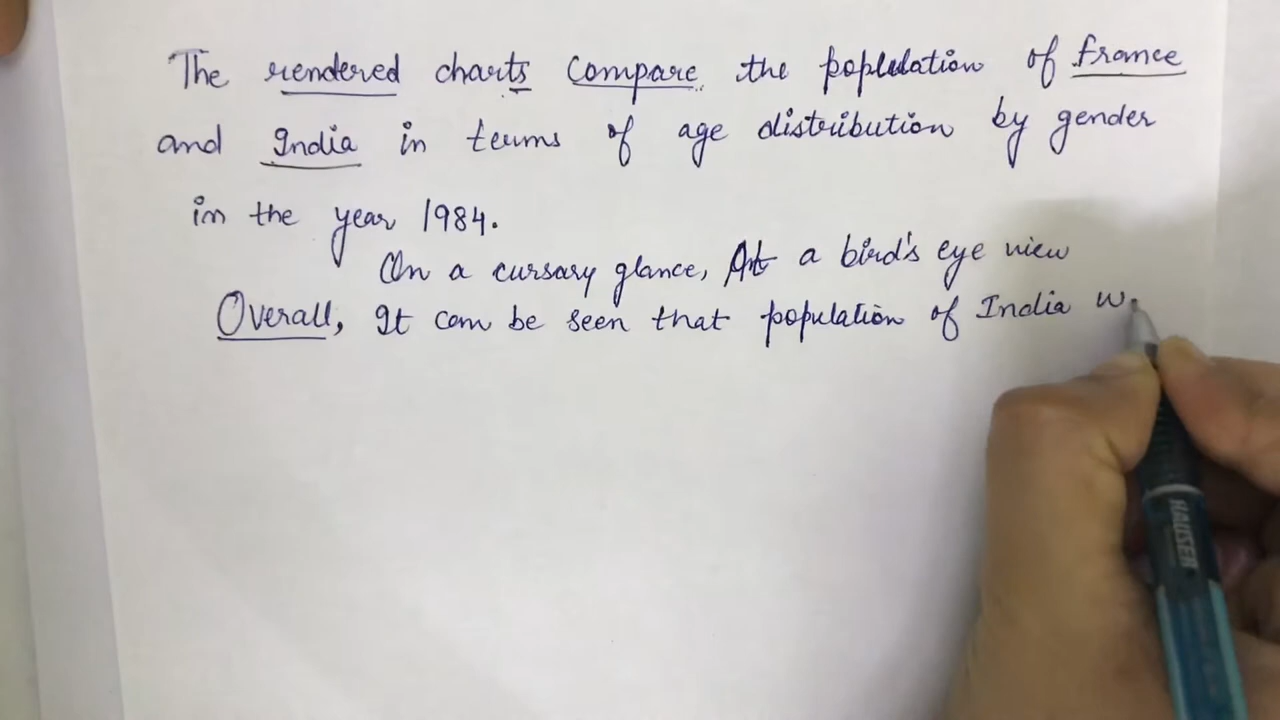 The rendered charts compare the poplulation of France
and India in terms of age distribution by gender
in the year 1984.
On a cursary glance, At a bird's eye view
Overall, It can be seen that population of India w
HAUSER